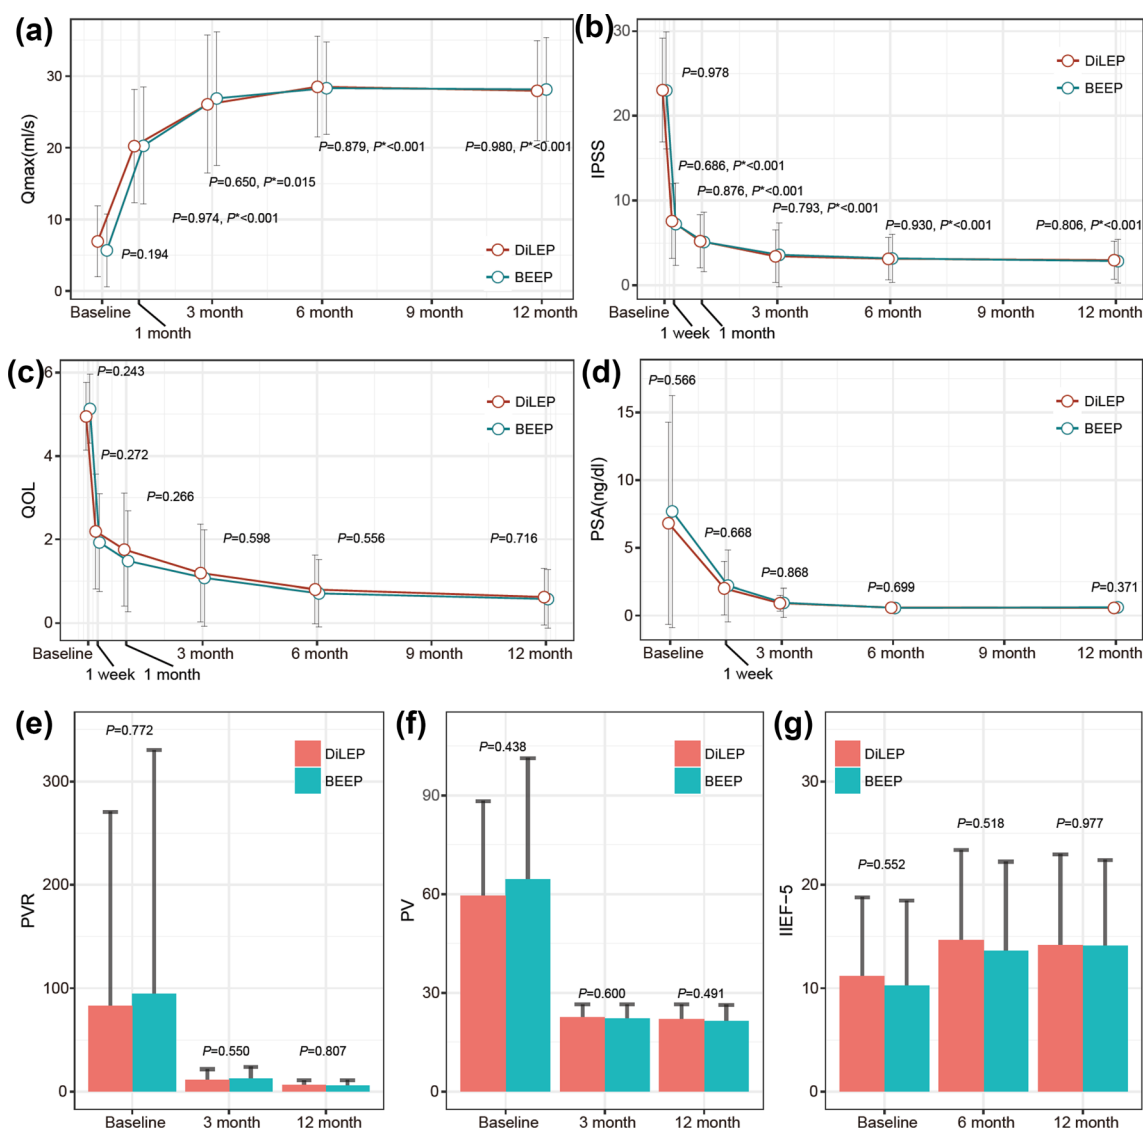 (a)
Qmax(ml/s)
30
20
10
0
P=0.194
P=0.974, P*<0.001
P=0.650, P*=0.015
P=0.879, P*<0.001
P=0.980, P*<0.001
DiLEP
BEEP
Baseline
1 month
3 month
6 month
9 month
12 month
(b)
IPSS
30
20
10
0
P=0.978
P=0.686, P*<0.001
P=0.876, P*<0.001
P=0.793, P*<0.001
P=0.930, P*<0.001
P=0.806, P*<0.001
DiLEP
BEEP
Baseline
1 week
1 month
3 month
6 month
9 month
12 month
(c)
QOL
6
4
2
0
P=0.243
P=0.272
P=0.266
P=0.598
P=0.556
P=0.716
DiLEP
BEEP
Baseline
1 week
1 month
3 month
6 month
9 month
12 month
(d)
PSA(ng/dl)
15
10
5
0
P=0.566
P=0.668
P=0.868
P=0.699
P=0.371
DiLEP
BEEP
Baseline
1 week
3 month
6 month
9 month
12 month
(e)
PVR
300
200
100
0
P=0.772
P=0.550
P=0.807
DiLEP
BEEP
Baseline
3 month
12 month
(f)
PV
90
60
30
0
P=0.438
P=0.600
P=0.491
DiLEP
BEEP
Baseline
3 month
12 month
(g)
IIEF−5
30
20
10
0
P=0.552
P=0.518
P=0.977
DiLEP
BEEP
Baseline
6 month
12 month